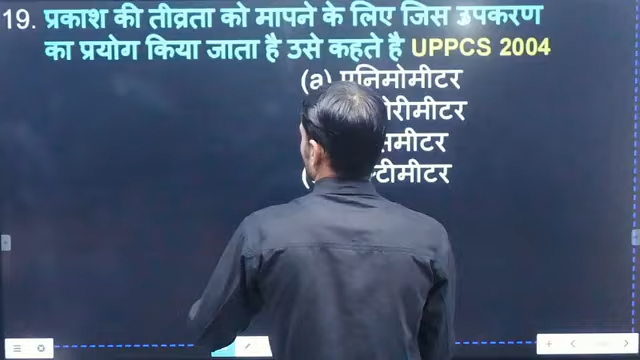 19. प्रकाश की तीव्रता को मापने के लिए जिस उपकरण
का प्रयोग किया जाता है उसे कहते है UPPCS 2004
(a) एनिमोमीटर